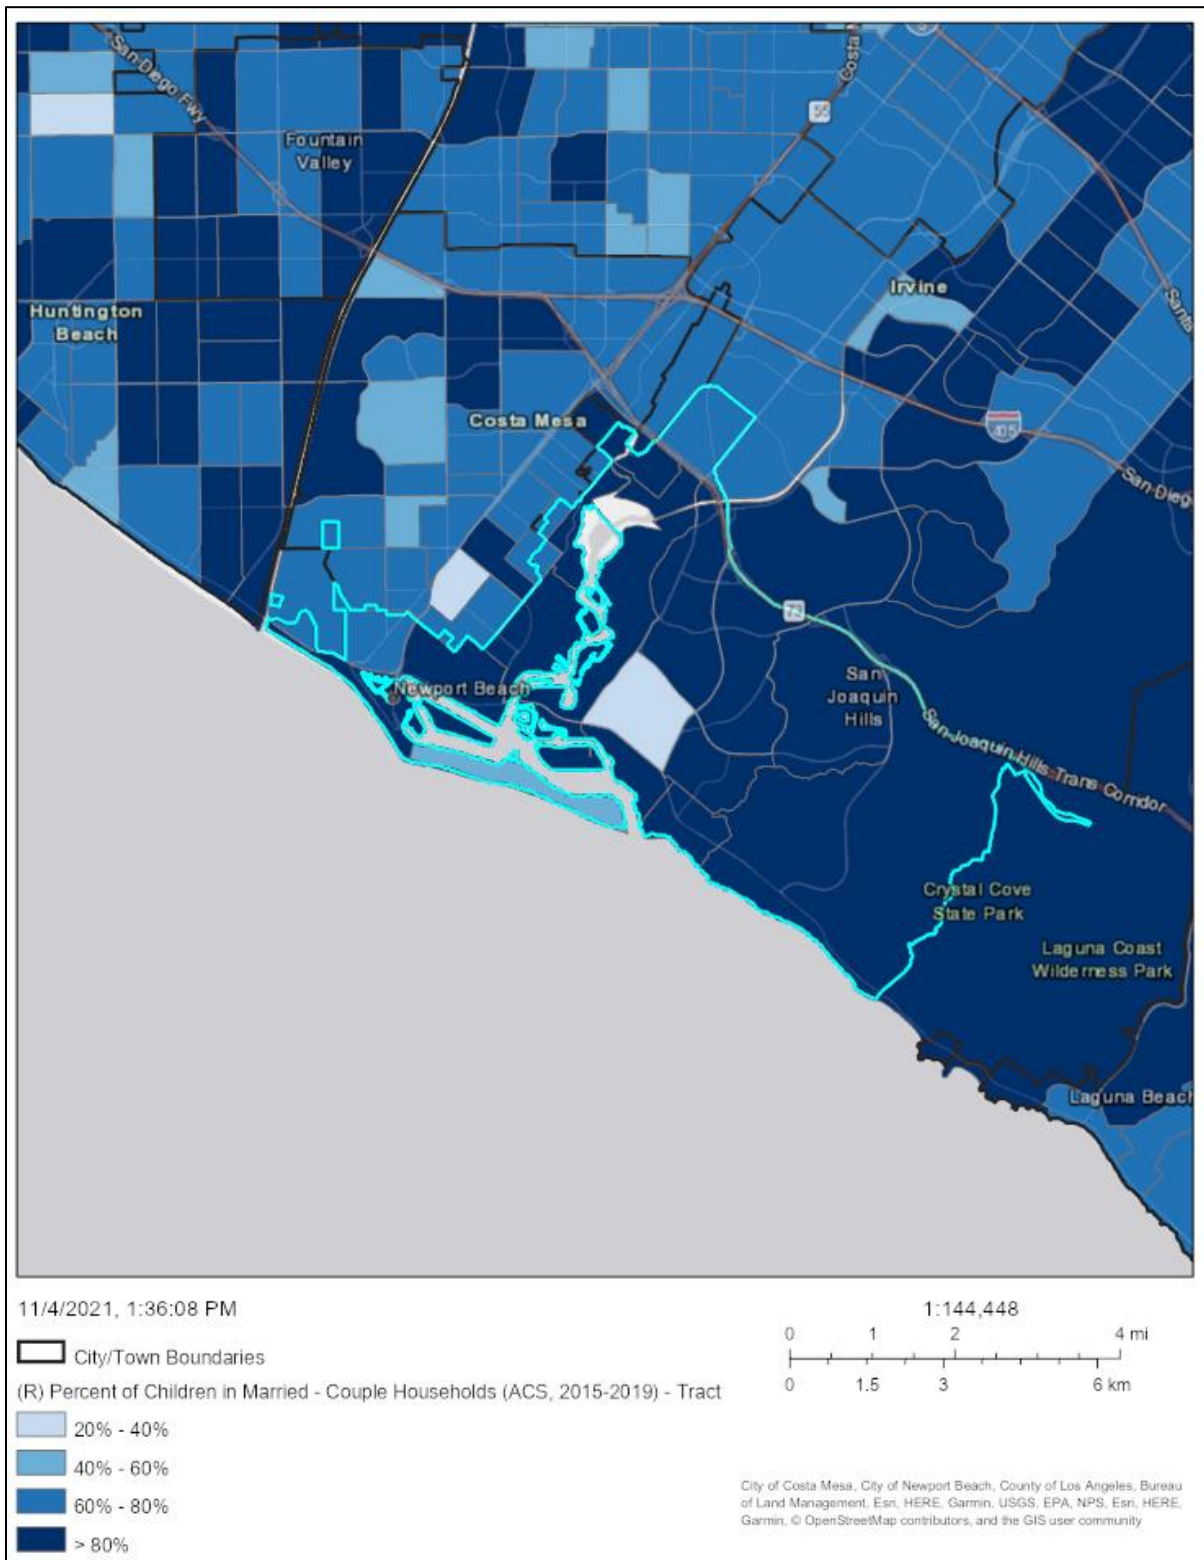 San Diego Fwy
Costa M
55
5
Fountain
Valley
Irvine
Santa
Huntington
Beach
Costa Mesa
405
San Dieg
73
Newport Beach
San
Joaquin
Hills
San Joaquin Hills Trans Corridor
Crystal Cove
State Park
Laguna Coast
Wilderness Park
Laguna Beach
11/4/2021, 1:36:08 PM
1:144,448
0 1 2 4 mi
0 1.5 3 6 km
City/Town Boundaries
(R) Percent of Children in Married - Couple Households (ACS, 2015-2019) - Tract
20% - 40%
40% - 60%
60% - 80%
> 80%
City of Costa Mesa, City of Newport Beach, County of Los Angeles, Bureau
of Land Management, Esri, HERE, Garmin, USGS, EPA, NPS, Esri, HERE,
Garmin, © OpenStreetMap contributors, and the GIS user community